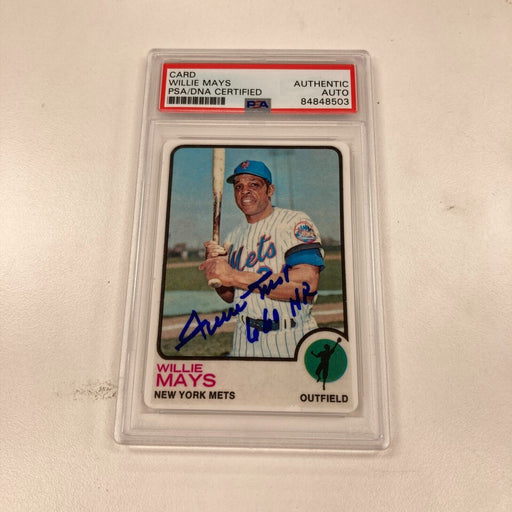 CARD
WILLIE MAYS
PSA/DNA CERTIFIED
AUTHENTIC
AUTO
84848503
PSA
Mets
Willie Mays
660 HR
WILLIE
MAYS
NEW YORK METS
OUTFIELD